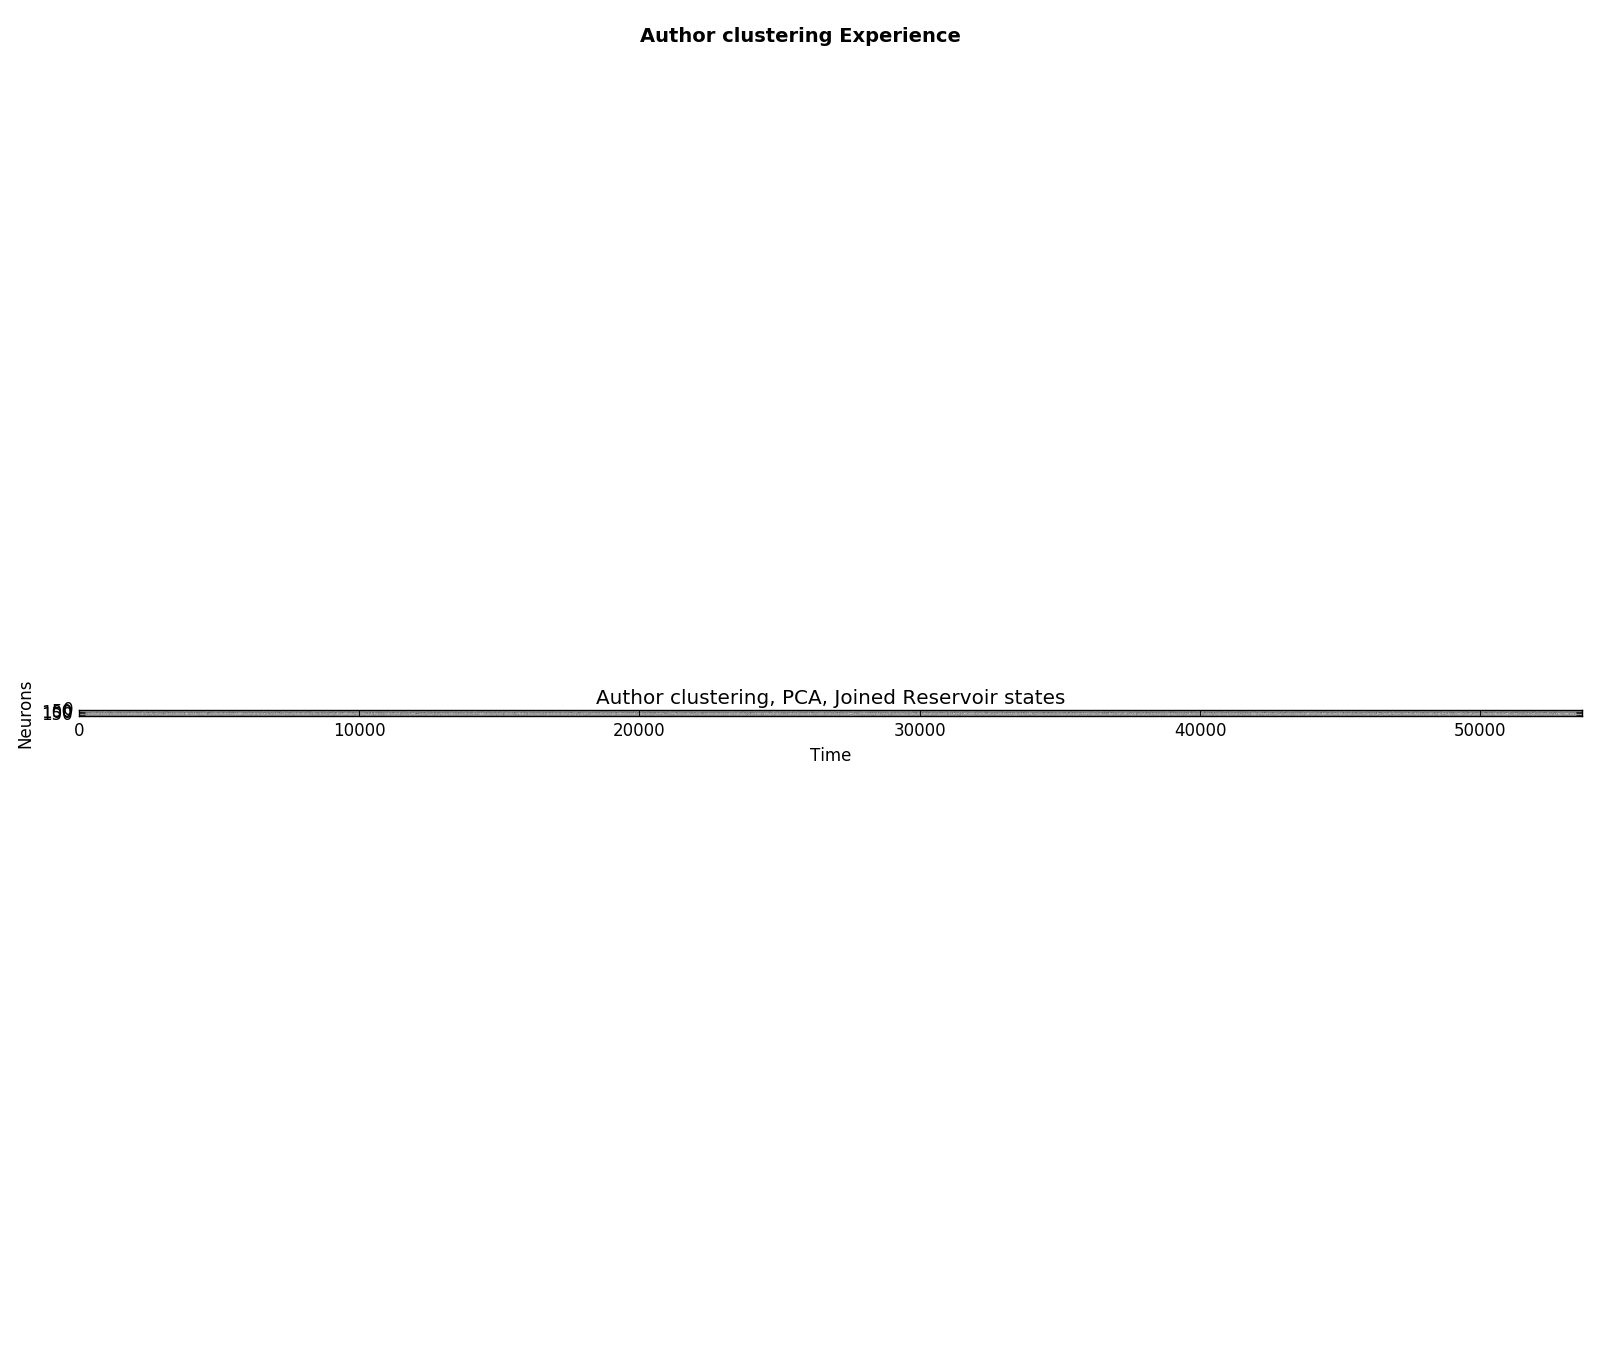 Author clustering Experience
Author clustering, PCA, Joined Reservoir states
Neurons
0 10000 20000 30000 40000 50000
Time